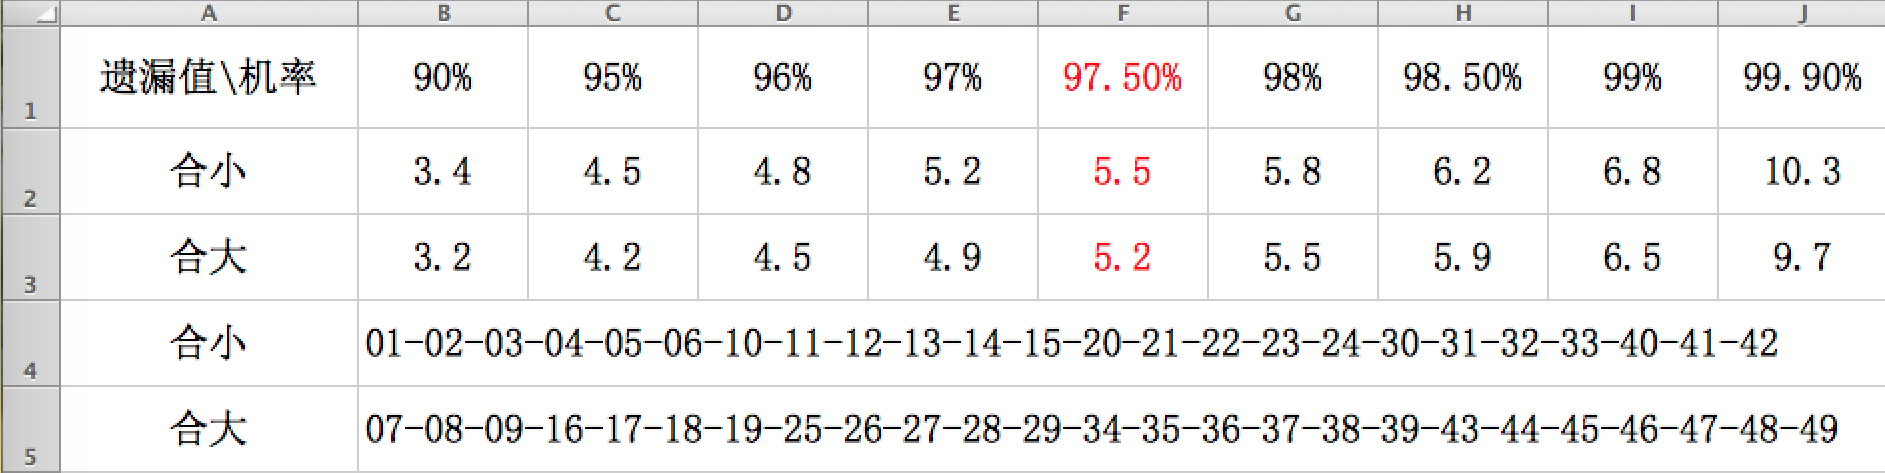 A B C D E F G H I J
1 遗漏值\机率 90% 95% 96% 97% 97.50% 98% 98.50% 99% 99.90%
2 合小 3.4 4.5 4.8 5.2 5.5 5.8 6.2 6.8 10.3
3 合大 3.2 4.2 4.5 4.9 5.2 5.5 5.9 6.5 9.7
4 合小 01-02-03-04-05-06-10-11-12-13-14-15-20-21-22-23-24-30-31-32-33-40-41-42
5 合大 07-08-09-16-17-18-19-25-26-27-28-29-34-35-36-37-38-39-43-44-45-46-47-48-49